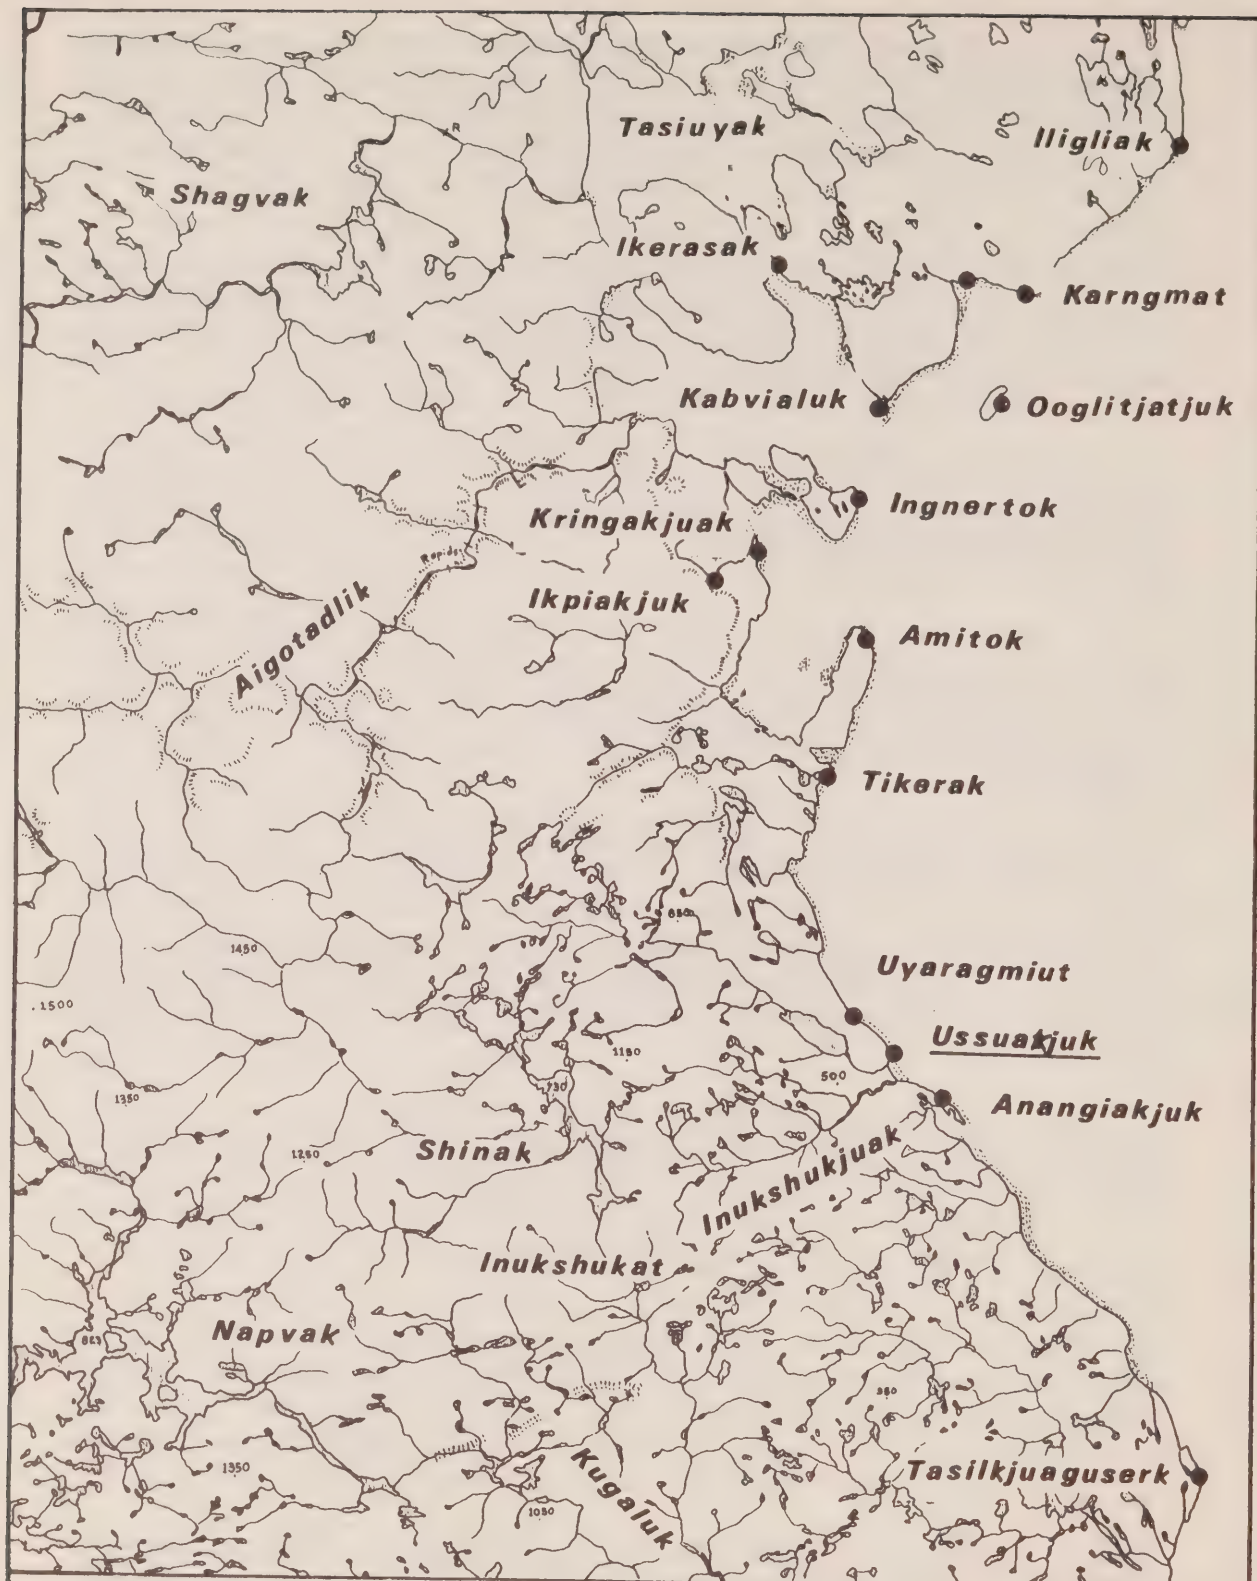 Tasiuyak
Iligliak
Shagvak
Ikerasak
Karngmat
Kabvialuk
Ooglitjatjuk
Ingnertok
Kringakjuak
Rapids
Ikpiakjuk
Aigotadlik
Amitok
Tikerak
650
1450
Uyaragmiut
1500
Ussuakjuk
1150
500
730
1350
Anangiakjuk
Shinak
1250
Inukshukjuak
Inukshukat
Napvak
823
350
Tasilkjuaguserk
1350
Kugaluk
1050